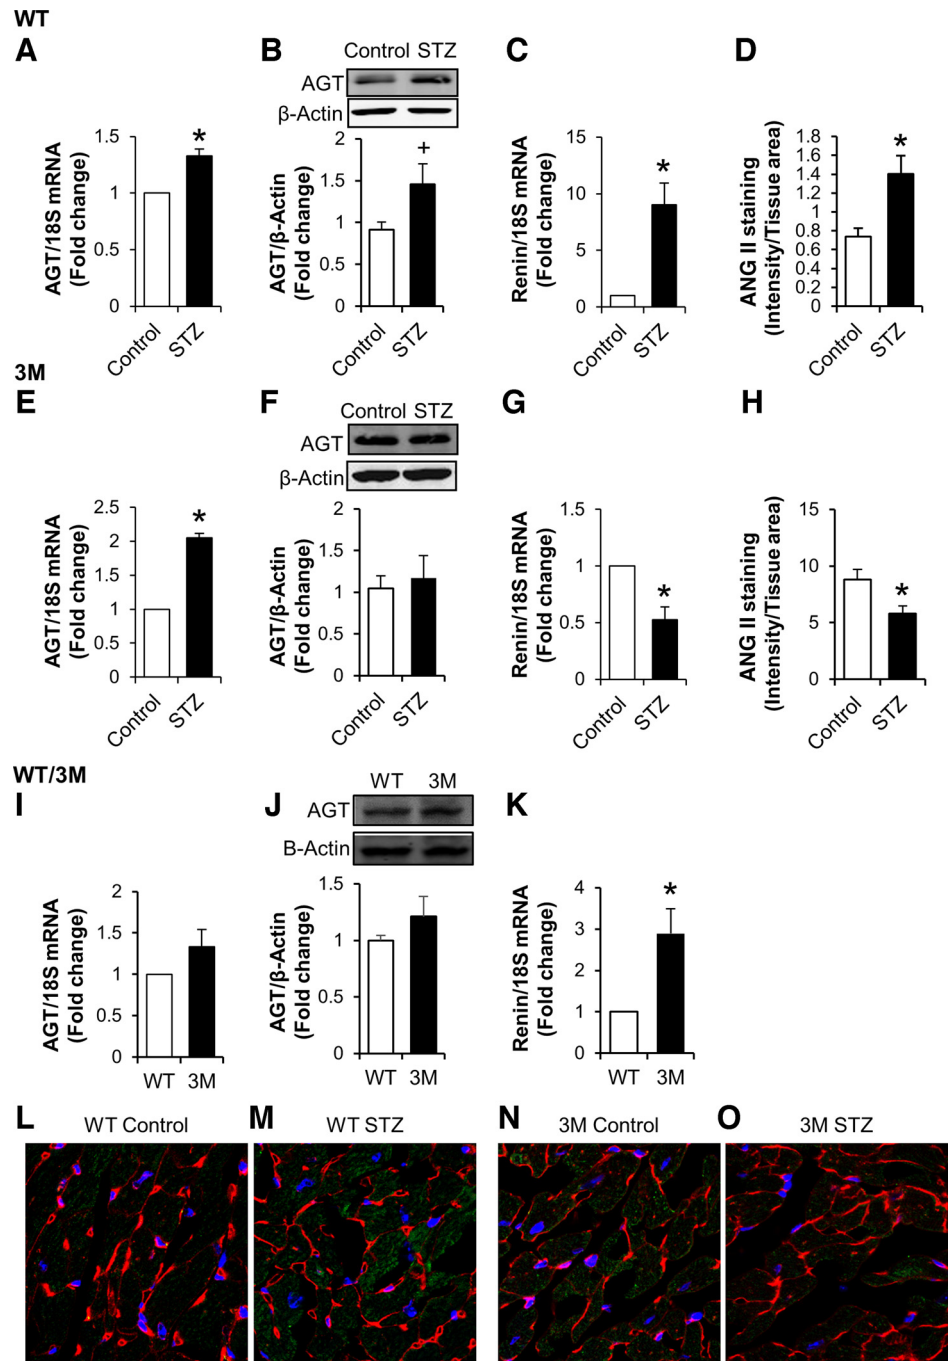 WT
A
B
C
D
Control STZ
AGT
β-Actin
AGT/18S mRNA
(Fold change)
1.5
1
0.5
0
*
Control
STZ
AGT/β-Actin
(Fold change)
2
1.5
1
0.5
0
+
Control
STZ
Renin/18S mRNA
(Fold change)
15
10
5
0
*
Control
STZ
ANG II staining
(Intensity/Tissue area)
1.8
1.6
1.4
1.2
1
0.8
0.6
0.4
0.2
0
*
Control
STZ
3M
E
F
G
H
Control STZ
AGT
β-Actin
AGT/18S mRNA
(Fold change)
2.5
2
1.5
1
0.5
0
*
Control
STZ
AGT/β-Actin
(Fold change)
2
1.5
1
0.5
0
Control
STZ
Renin/18S mRNA
(Fold change)
1.5
1
0.5
0
*
Control
STZ
ANG II staining
(Intensity/Tissue area)
15
10
5
0
*
Control
STZ
WT/3M
I
J
K
WT 3M
AGT
B-Actin
AGT/18S mRNA
(Fold change)
2
1.5
1
0.5
0
WT 3M
AGT/β-Actin
(Fold change)
1.5
1
0.5
0
WT 3M
Renin/18S mRNA
(Fold change)
4
3
2
1
0
*
WT 3M
L WT Control
M WT STZ
N 3M Control
O 3M STZ